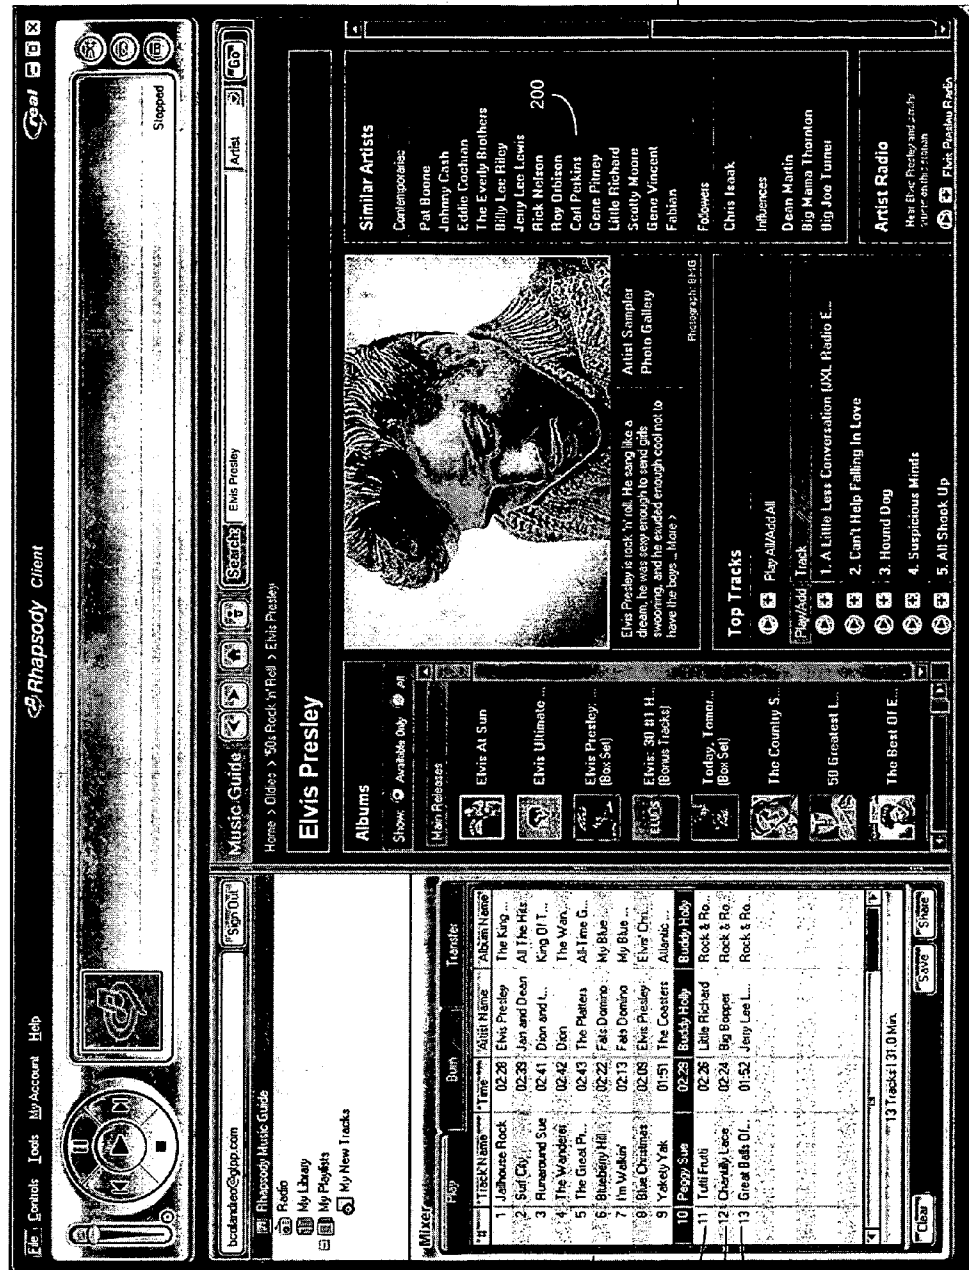 File Controls Tools My Account Help
Rhapsody Client
real
Stopped
Sign Out
Rhapsody Music Guide
Radio
My Library
My Playlists
My New Tracks
Music Guide
Search:
Elvis Presley
Artist
Go
Home > Oldies > '50s Rock 'n' Roll > Elvis Presley
Elvis Presley
Mixer
Play Burn Transfer
# Track Name Time Artist Name Album Name
1 Jailhouse Rock 02:28 Elvis Presley The King ...
2 Surf City 02:39 Jan and Dean All The Hits
3 Runaround Sue 02:41 Dion and t... King Of T...
4 The Wanderer 02:42 Dion The Wan...
5 The Great Pr... 02:43 The Platters All-Time G...
6 Blueberry Hill 02:22 Fats Domino My Blue ...
7 I'm Walkin' 02:13 Fats Domino My Blue ...
8 Blue Christmas 02:09 Elvis Presley Elvis' Chri...
9 Yakety Yak 01:51 The Coasters Atlantic ...
10 Peggy Sue 02:29 Buddy Holly Buddy Holly
11 Tutti Frutti 02:26 Little Richard Rock & Ro...
12 Chantilly Lace 02:24 Big Bopper Rock & Ro...
13 Great Balls Of... 01:52 Jerry Lee L... Rock & Ro...
13 Tracks | 31.0 Min.
Clear Save Share
Albums
Show: Available Only All
Main Releases
Elvis At Sun
Elvis Ultimate ...
Elvis Presley:...
(Box Set)
Elvis: 30 #1 H...
(Bonus Tracks)
Today, Tomor...
(Box Set)
The Country S...
50 Greatest L...
The Best Of E...
Elvis Presley is rock 'n' roll. He sang like a
dream, he was sexy enough to send girls
swooning, and he exuded enough cool not to
have the boys... More >
Artist Sampler
Photo Gallery
Photograph: BMG
Top Tracks
Play All/Add All
Play/Add Track
1. A Little Less Conversation (JXL Radio E...
2. Can't Help Falling In Love
3. Hound Dog
4. Suspicious Minds
5. All Shook Up
Similar Artists
Contemporaries
Pat Boone
Johnny Cash
Eddie Cochran
The Everly Brothers
Billy Lee Riley
Jerry Lee Lewis
Rick Nelson
Roy Orbison
Carl Perkins
Gene Pitney
Little Richard
Scotty Moore
Gene Vincent
Fabian
200
Followers
Chris Isaak
Influences
Dean Martin
Big Mama Thornton
Big Joe Turner
Artist Radio
Hear Elvis Presley and similar
Elvis Presley Radio